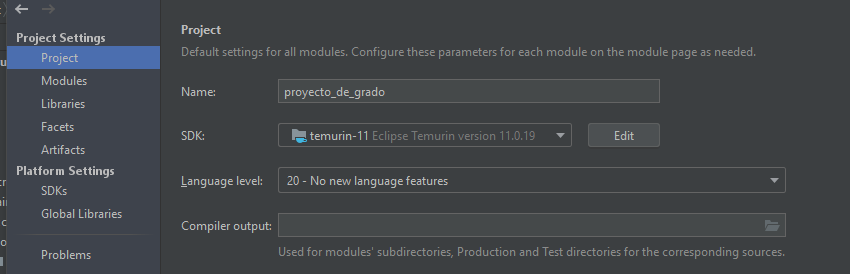 Project Settings
Project
Modules
Libraries
Facets
Artifacts
Platform Settings
SDKs
Global Libraries
Problems
Project
Default settings for all modules. Configure these parameters for each module on the module page as needed.
Name: proyecto_de_grado
SDK: temurin-11 Eclipse Temurin version 11.0.19 Edit
Language level: 20 - No new language features
Compiler output:
Used for modules' subdirectories, Production and Test directories for the corresponding sources.